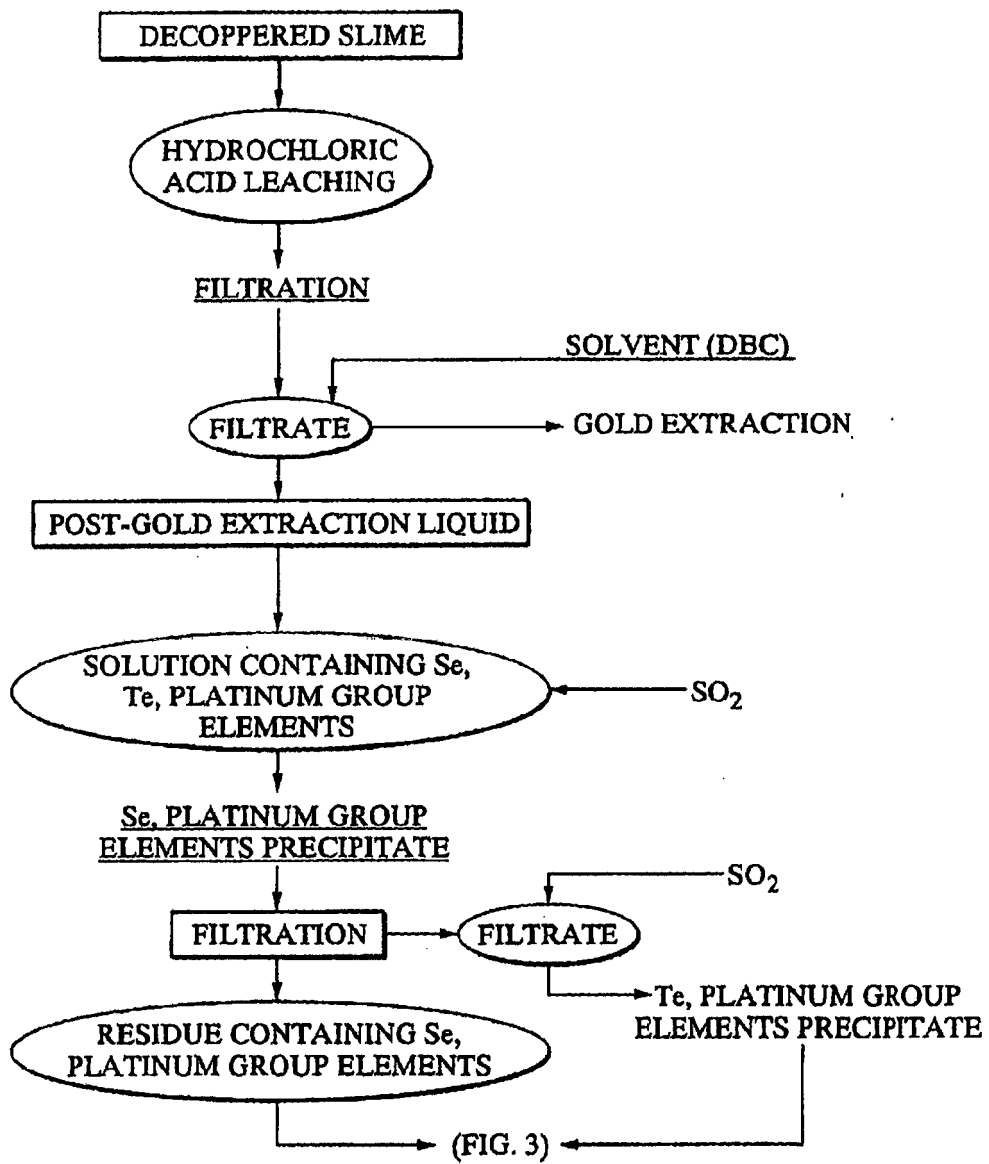 DECOPPERED SLIME
HYDROCHLORIC
ACID LEACHING
FILTRATION
SOLVENT (DBC)
FILTRATE
GOLD EXTRACTION
POST-GOLD EXTRACTION LIQUID
SOLUTION CONTAINING Se,
Te, PLATINUM GROUP
ELEMENTS
SO₂
Se, PLATINUM GROUP
ELEMENTS PRECIPITATE
SO₂
FILTRATION
FILTRATE
Te, PLATINUM GROUP
ELEMENTS PRECIPITATE
RESIDUE CONTAINING Se,
PLATINUM GROUP ELEMENTS
(FIG. 3)